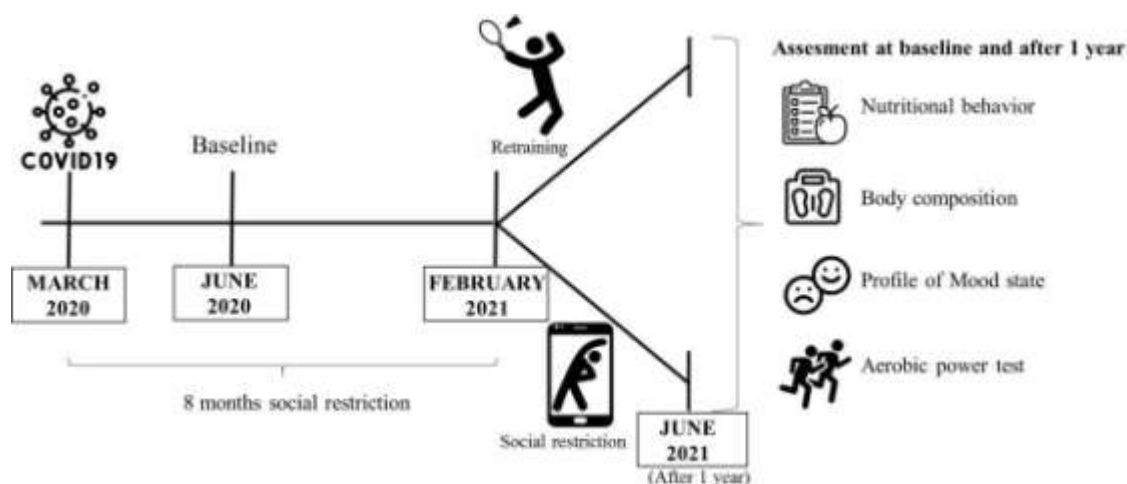 Assesment at baseline and after 1 year
Nutritional behavior
COVID19
Baseline
Retraining
Body composition
MARCH
2020
JUNE
2020
FEBRUARY
2021
Profile of Mood state
8 months social restriction
Social restriction
Aerobic power test
JUNE
2021
(After 1 year)